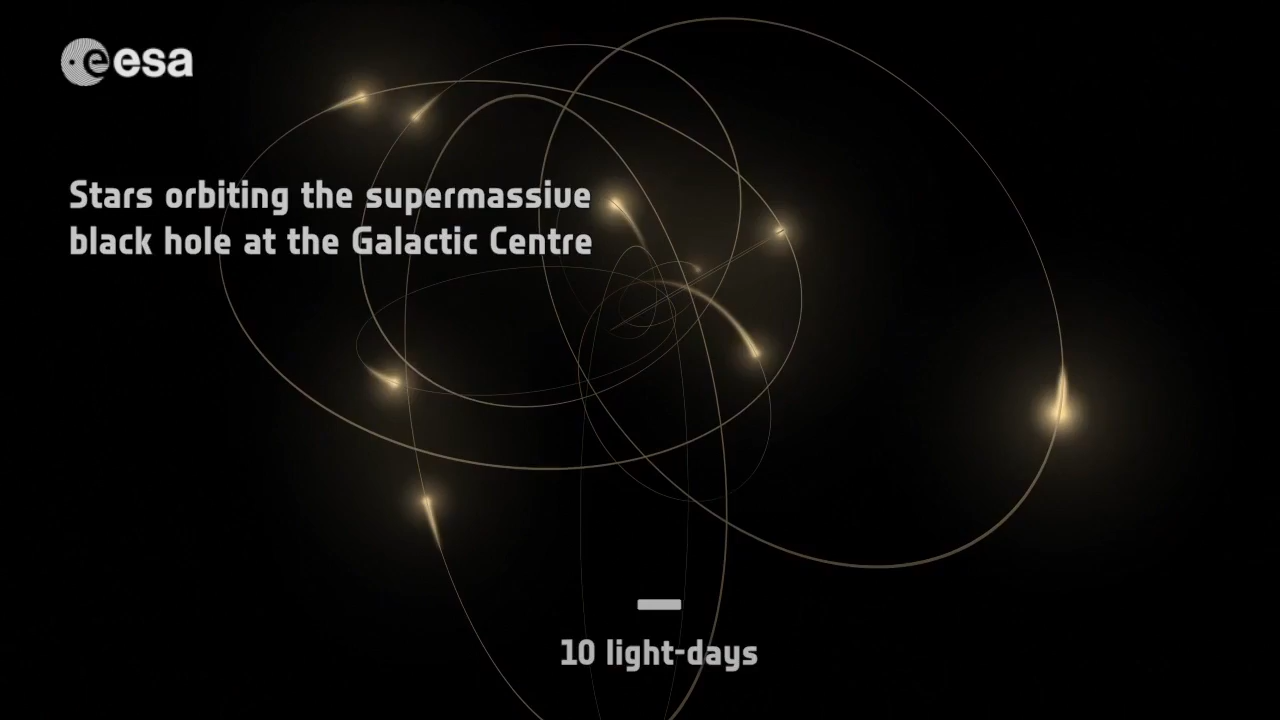 esa
Stars orbiting the supermassive
black hole at the Galactic Centre
10 light-days